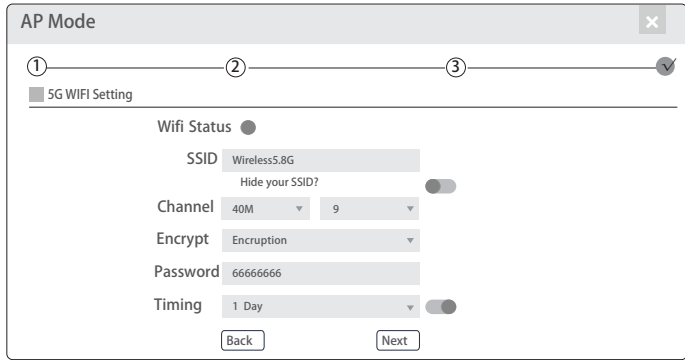 AP Mode
1 2 3
5G WIFI Setting
Wifi Status
SSID Wireless5.8G
Hide your SSID?
Channel 40M 9
Encrypt Encruption
Password 66666666
Timing 1 Day
Back Next